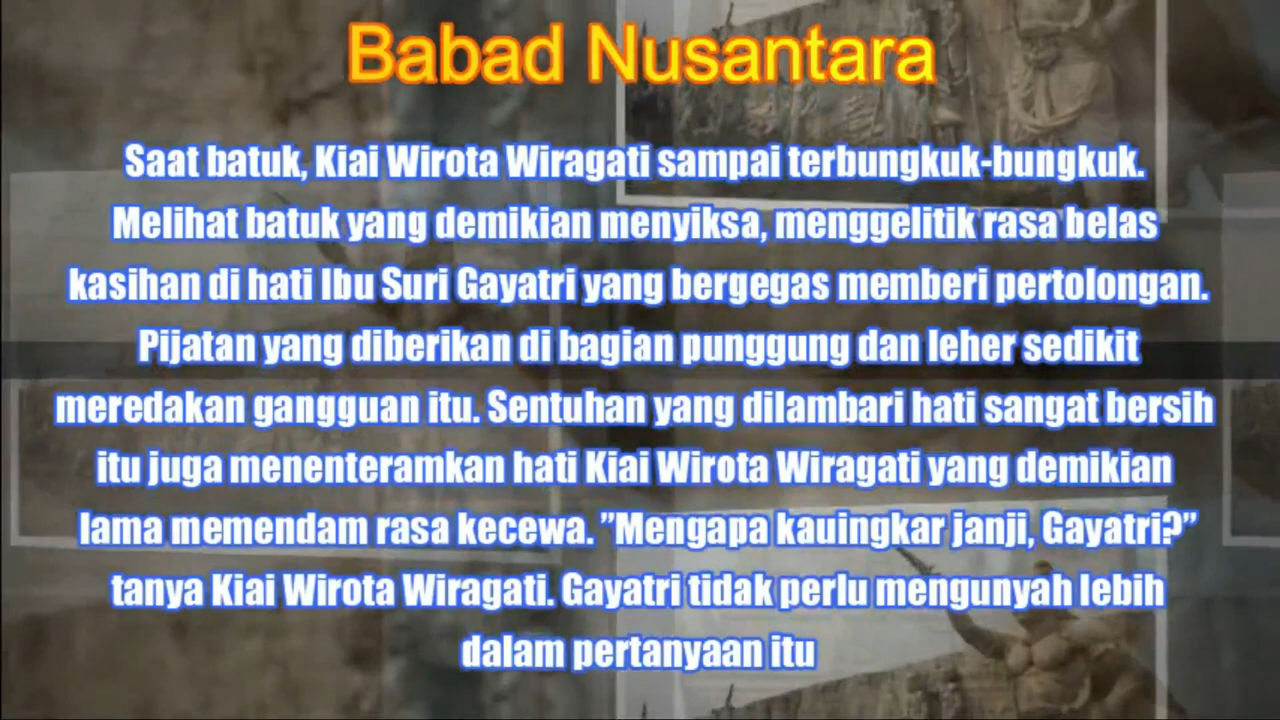 Babad Nusantara
Saat batuk, Kiai Wirota Wiragati sampai terbungkuk-bungkuk.
Melihat batuk yang demikian menyiksa, menggelitik rasa belas
kasihan di hati Ibu Suri Gayatri yang bergegas memberi pertolongan.
Pijatan yang diberikan di bagian punggung dan leher sedikit
meredakan gangguan itu. Sentuhan yang dilambari hati sangat bersih
itu juga menenteramkan hati Kiai Wirota Wiragati yang demikian
lama memendam rasa kecewa. ”Mengapa kauingkar janji, Gayatri?”
tanya Kiai Wirota Wiragati. Gayatri tidak perlu mengunyah lebih
dalam pertanyaan itu